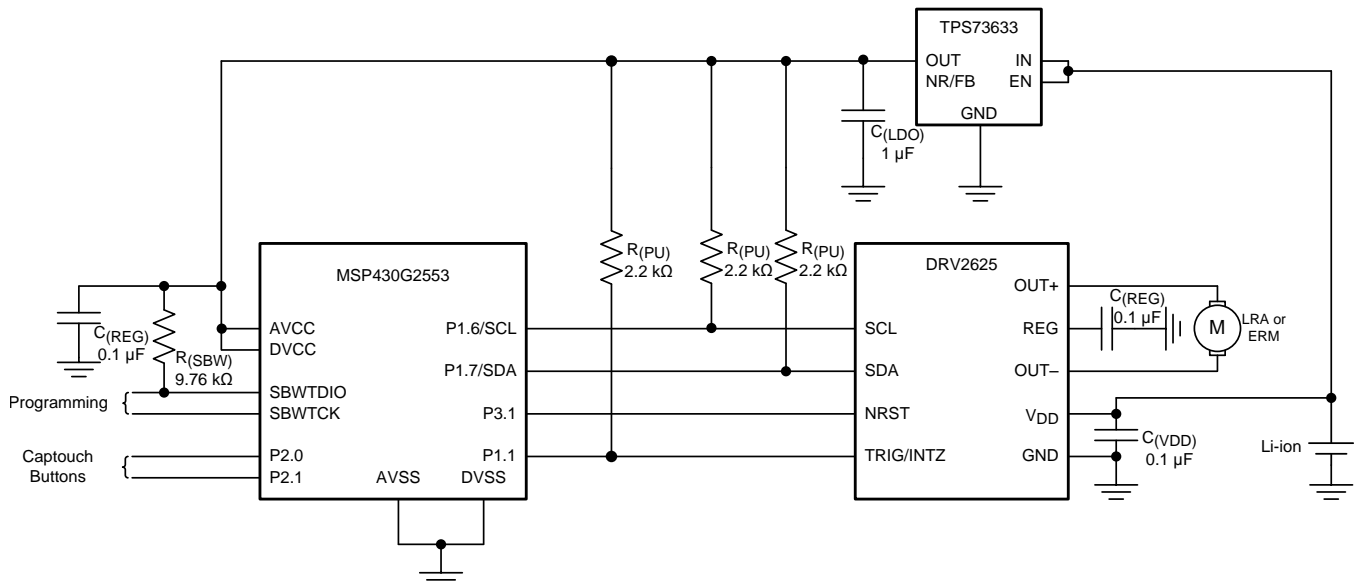 TPS73633
OUT
IN
NR/FB
EN
GND
C(LDO)
1 µF
R(PU)
2.2 kΩ
R(PU)
2.2 kΩ
R(PU)
2.2 kΩ
MSP430G2553
AVCC
DVCC
SBWTDIO
SBWTCK
P2.0
P2.1
P1.6/SCL
P1.7/SDA
P3.1
P1.1
AVSS
DVSS
C(REG)
0.1 µF
R(SBW)
9.76 kΩ
Programming
Captouch
Buttons
DRV2625
SCL
SDA
NRST
TRIG/INTZ
OUT+
REG
OUT–
VDD
GND
C(REG)
0.1 µF
M
LRA or
ERM
C(VDD)
0.1 µF
Li-ion